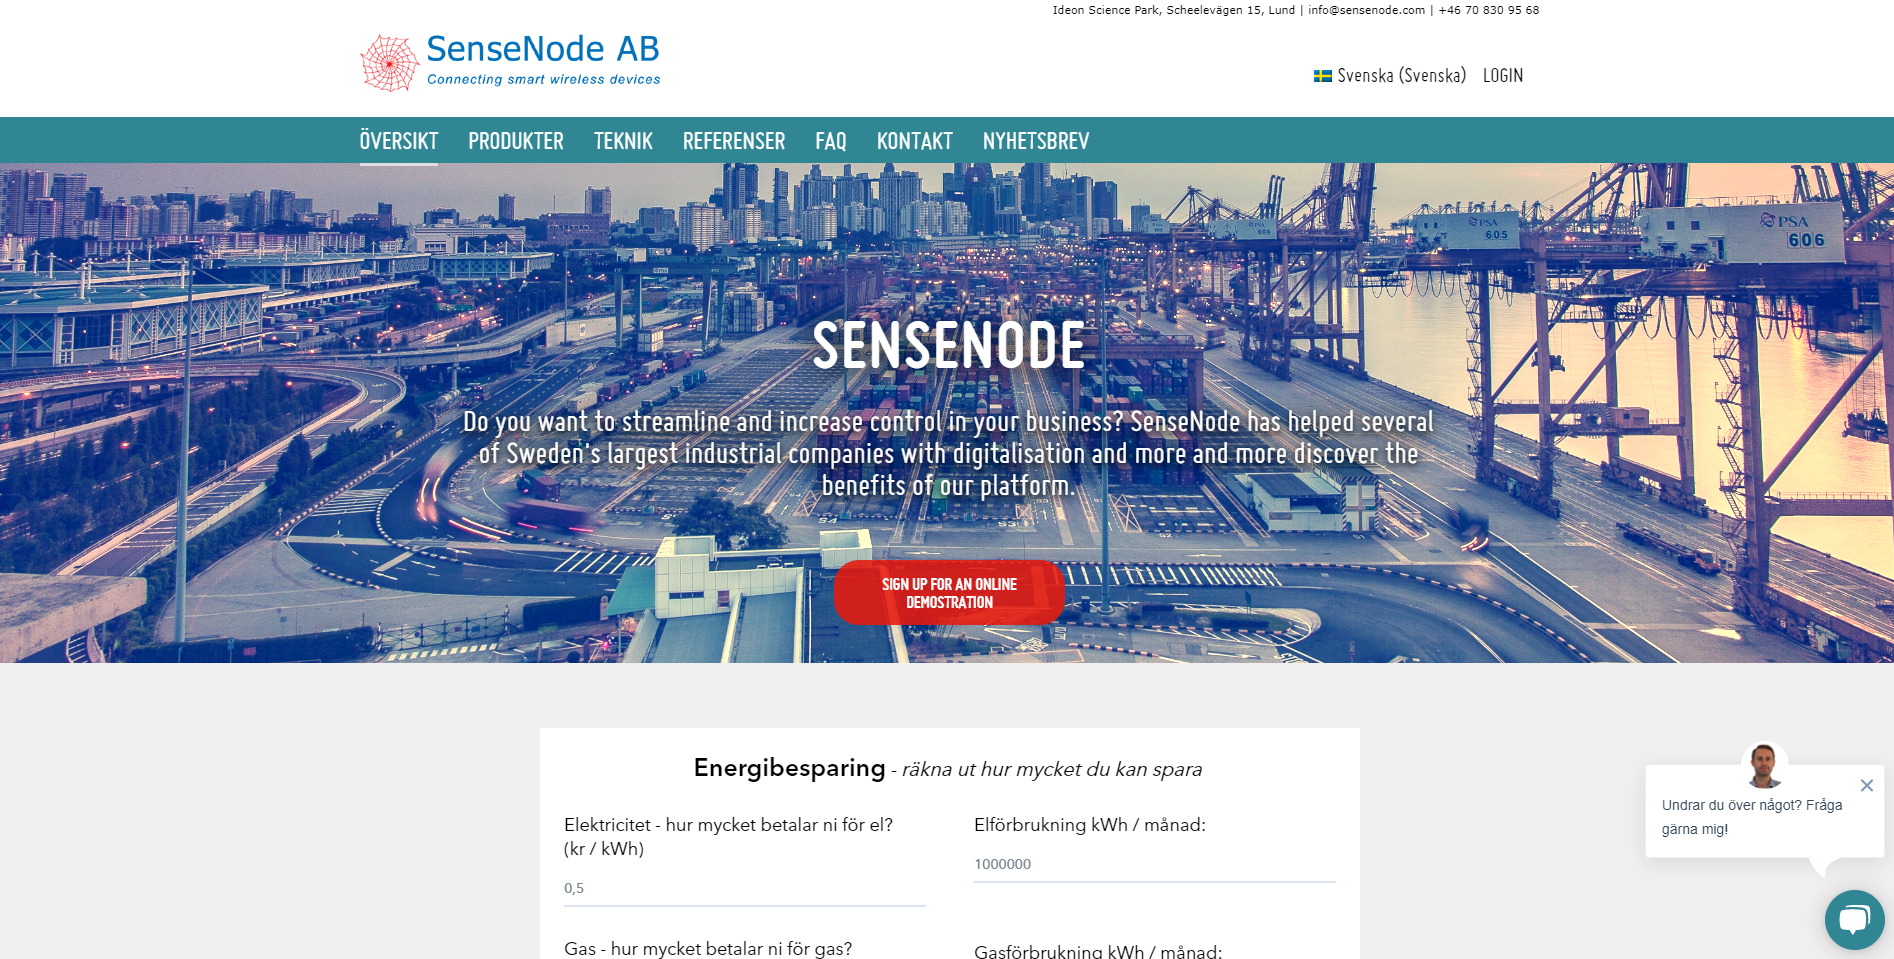 Ideon Science Park, Scheelevägen 15, Lund | info@sensenode.com | +46 70 830 95 68
SenseNode AB
Connecting smart wireless devices
Svenska (Svenska) LOGIN
ÖVERSIKT PRODUKTER TEKNIK REFERENSER FAQ KONTAKT NYHETSBREV
PSA
605
PSA
606
PSA
604
SENSENODE
Do you want to streamline and increase control in your business? SenseNode has helped several
of Sweden's largest industrial companies with digitalisation and more and more discover the
benefits of our platform.
S4
S3
SIGN UP FOR AN ONLINE
DEMOSTRATION
Energibesparing - räkna ut hur mycket du kan spara
Elektricitet - hur mycket betalar ni för el?
(kr / kWh)
0,5
Elförbrukning kWh / månad:
1000000
Gas - hur mycket betalar ni för gas?
Gasförbrukning kWh / månad:
Undrar du över något? Fråga
gärna mig!